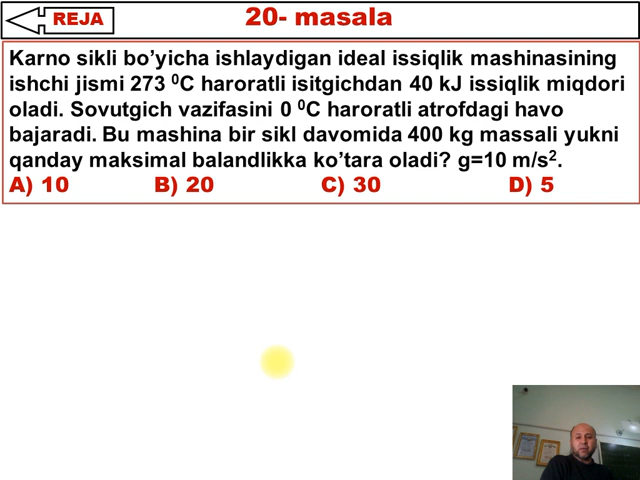 REJA
20- masala
Karno sikli bo’yicha ishlaydigan ideal issiqlik mashinasining
ishchi jismi 273 ⁰C haroratli isitgichdan 40 kJ issiqlik miqdori
oladi. Sovutgich vazifasini 0 ⁰C haroratli atrofdagi havo
bajaradi. Bu mashina bir sikl davomida 400 kg massali yukni
qanday maksimal balandlikka ko’tara oladi? g=10 m/s².
A) 10 B) 20 C) 30 D) 5